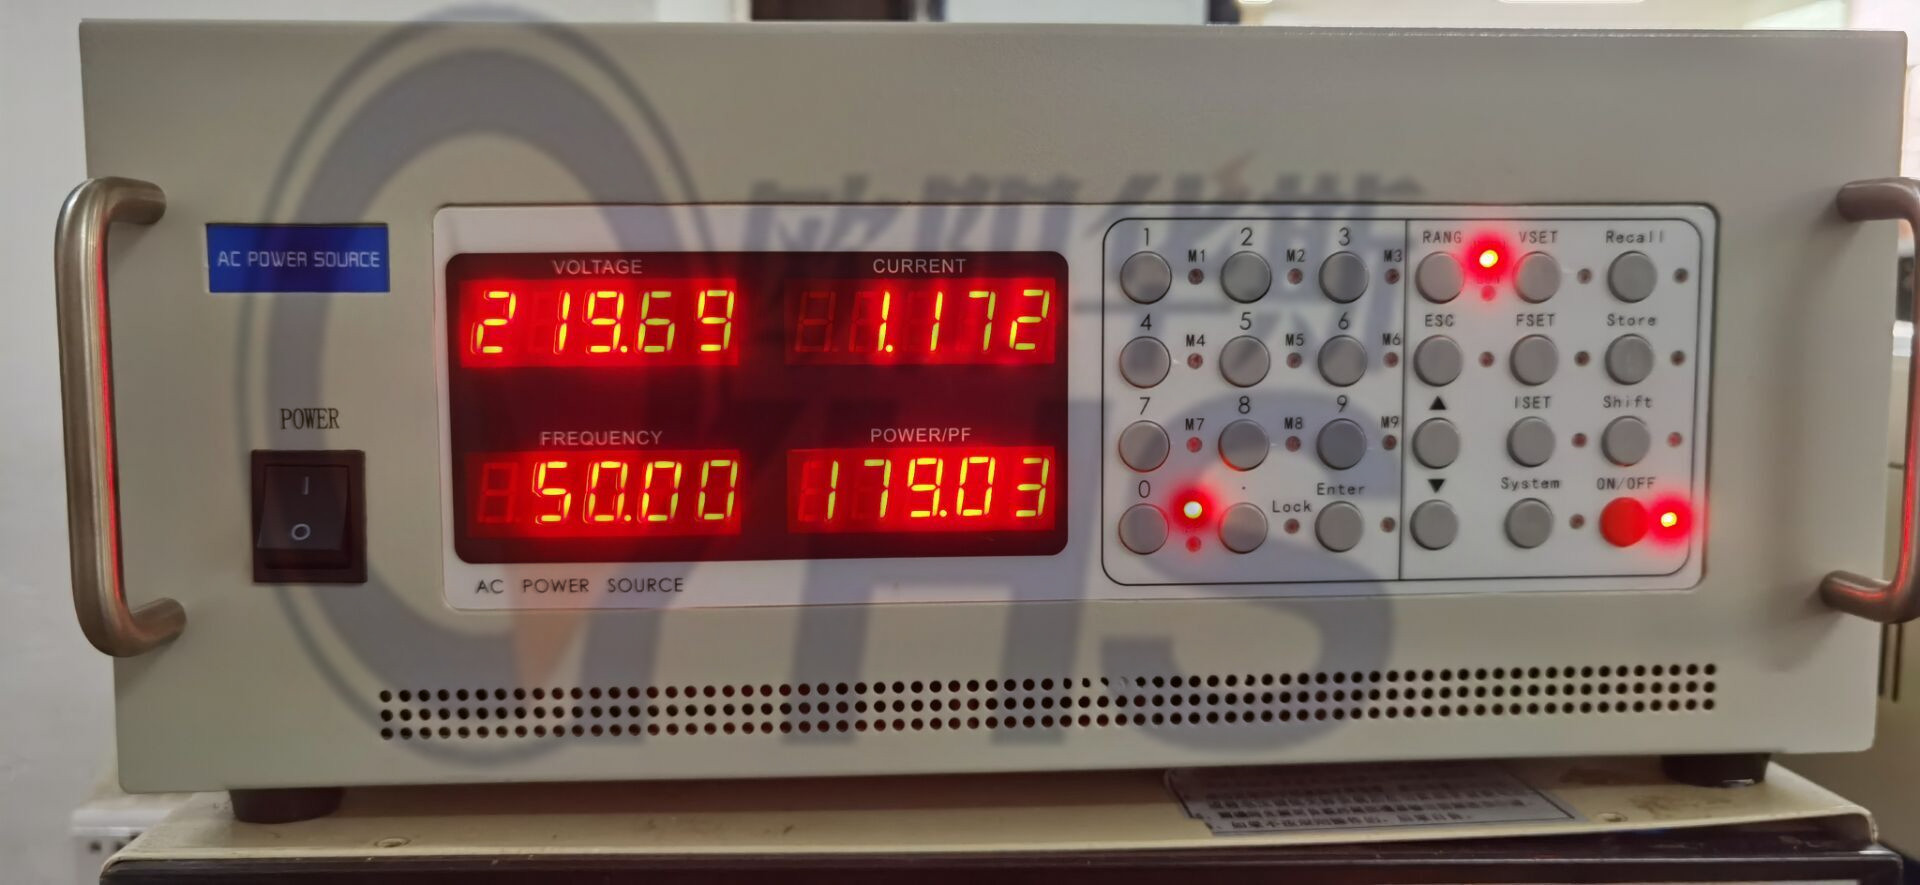 AC POWER SOURCE
POWER
I
O
VOLTAGE CURRENT
219.69 1.172
FREQUENCY POWER/PF
50.00 179.03
AC POWER SOURCE
1 M1 2 M2 3 M3
4 M4 5 M5 6 M6
7 M7 8 M8 9 M9
0 . Lock Enter
RANG VSET Recall
ESC FSET Store
▲ ISET Shift
▼ System ON/OFF